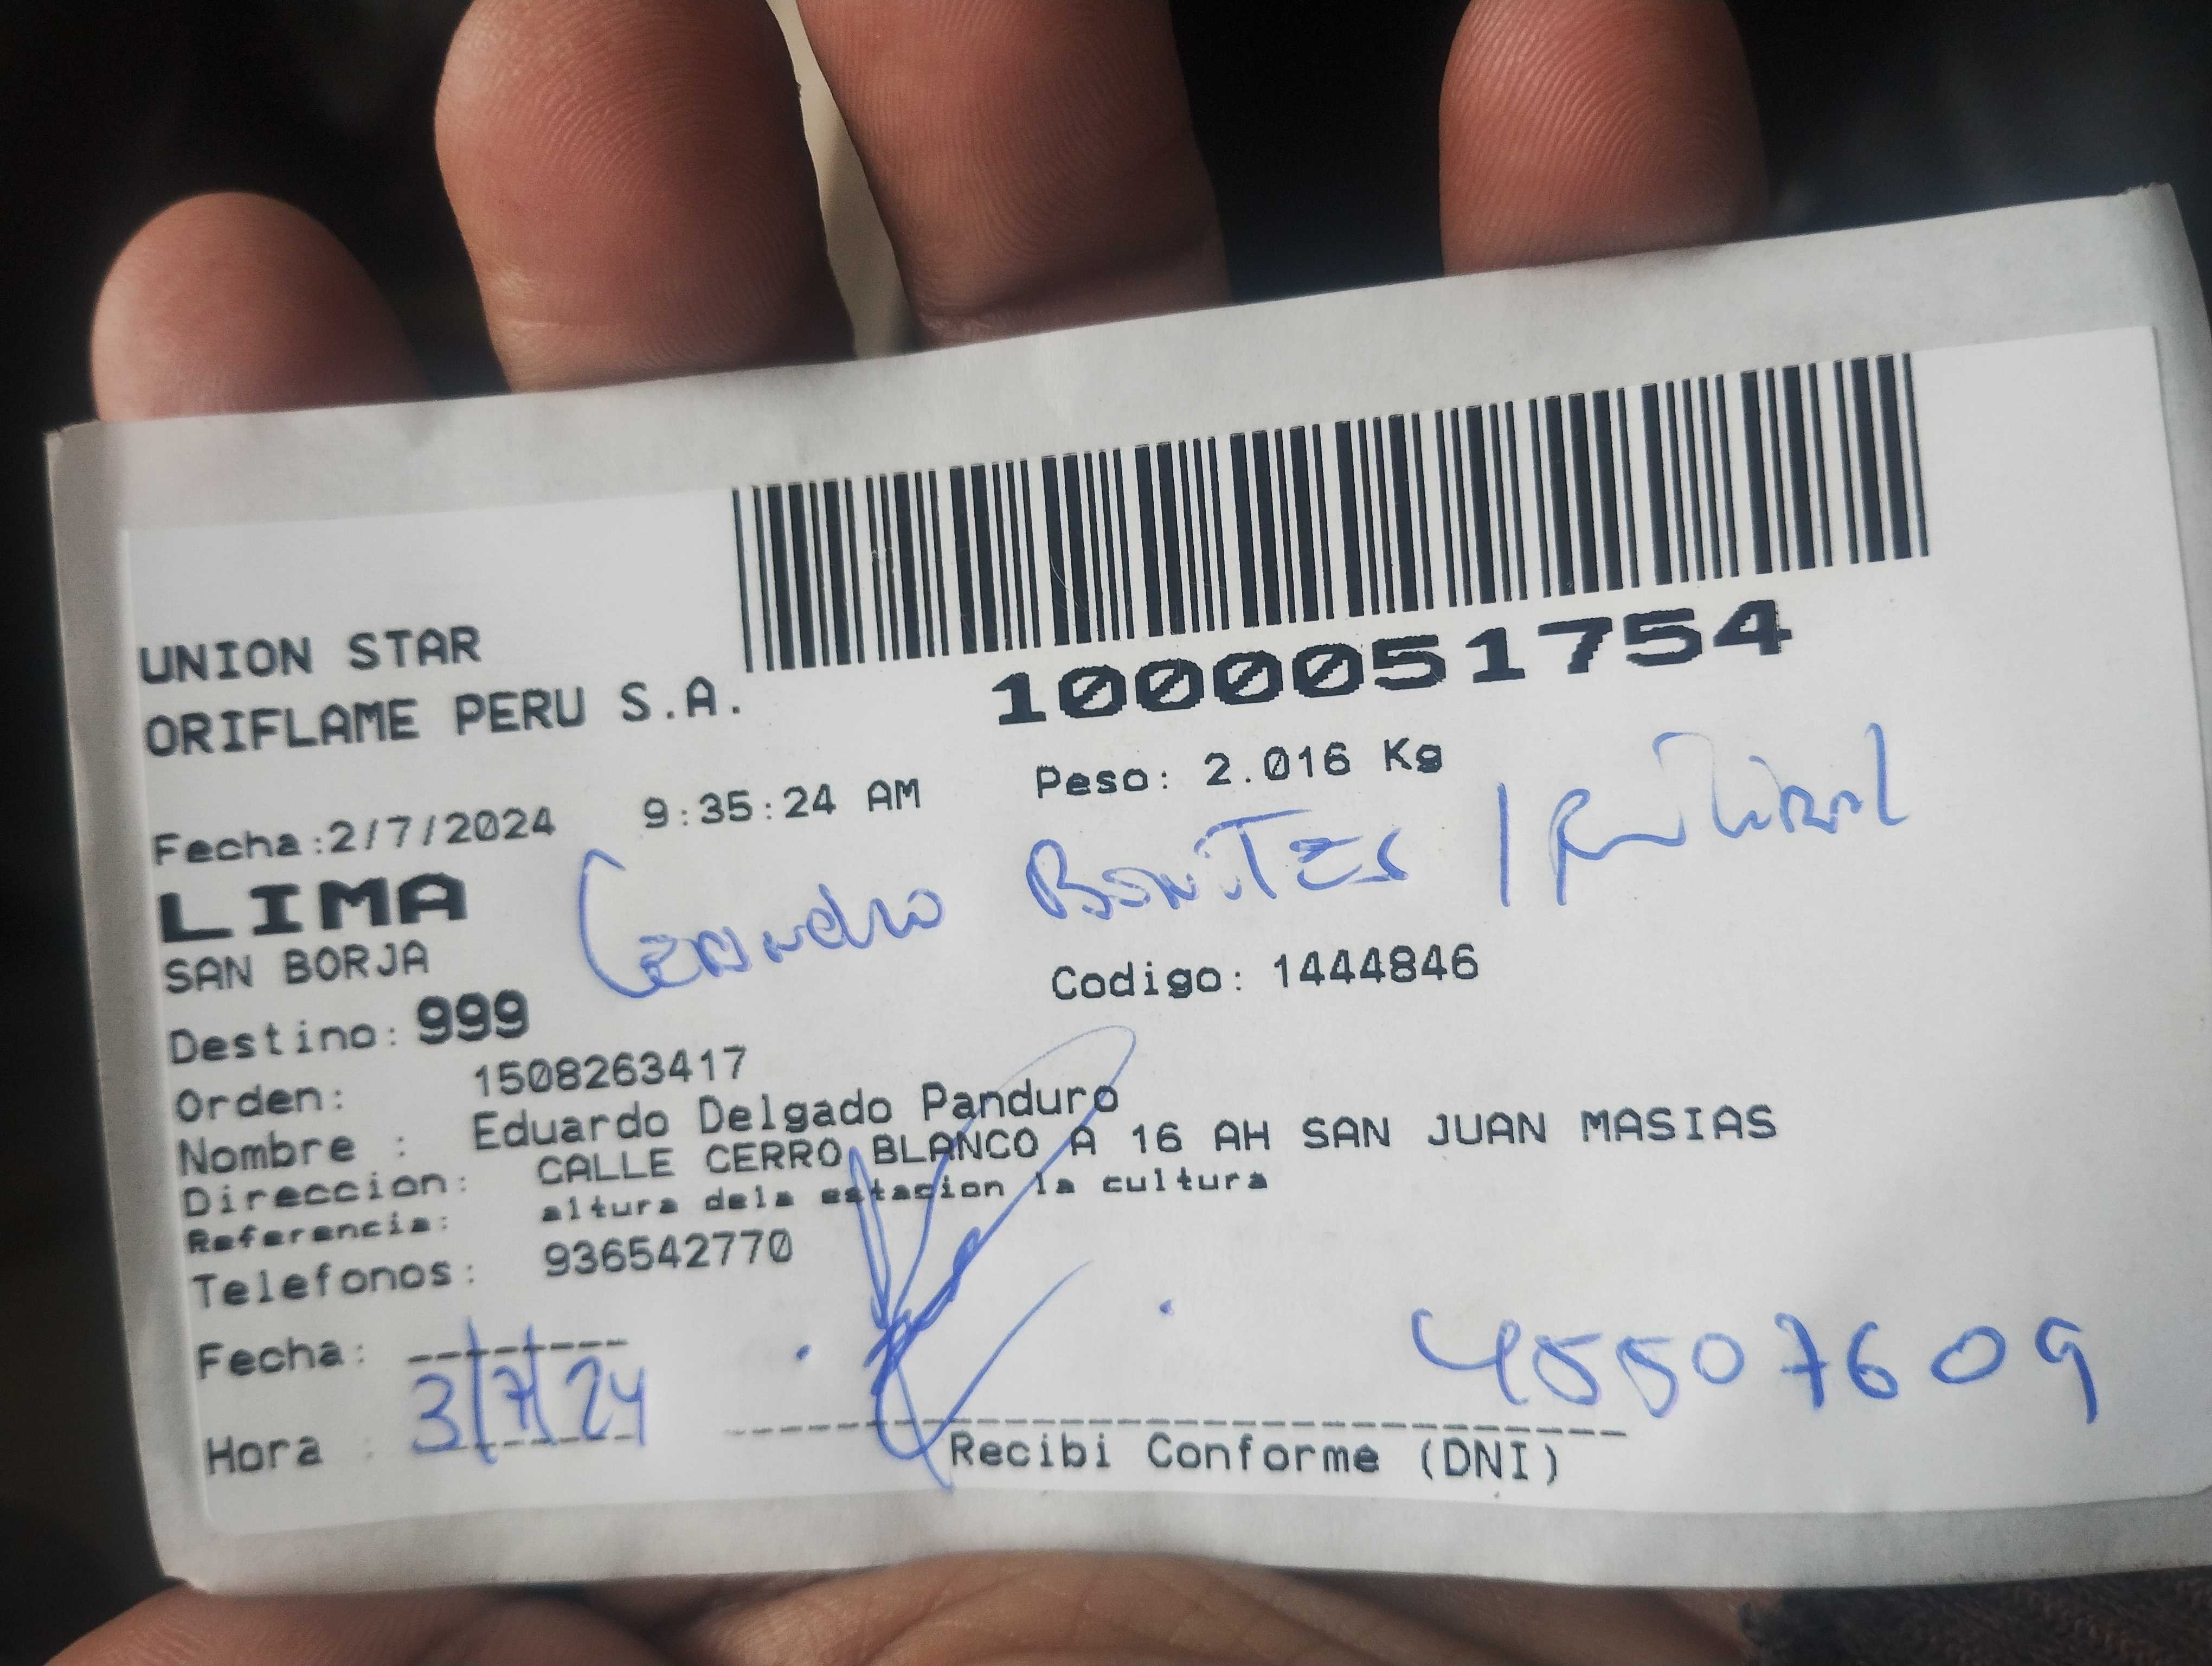 UNION STAR
ORIFLAME PERU S.A.
1000051754
Fecha:2/7/2024 9:35:24 AM Peso: 2.016 Kg
LIMA
BENITES /
SAN BORJA
Destino: 999 Codigo: 1444846
Orden: 1508263417
Nombre : Eduardo Delgado Panduro
Direccion: CALLE CERRO BLANCO A 16 AH SAN JUAN MASIAS
Referencia: altura dela estacion la cultura
Telefonos: 936542770
Fecha:
3/7/24 45507609
Hora :
Recibi Conforme (DNI)